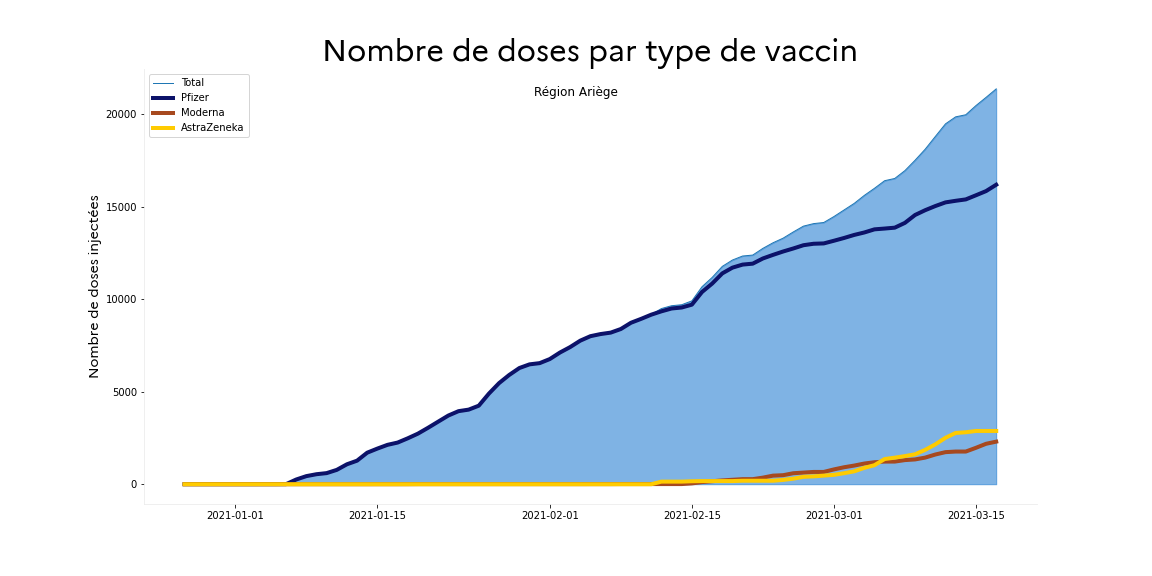 Nombre de doses par type de vaccin
Région Ariège
Total
Pfizer
Moderna
AstraZeneka
Nombre de doses injectées
20000
15000
10000
5000
0
2021-01-01
2021-01-15
2021-02-01
2021-02-15
2021-03-01
2021-03-15